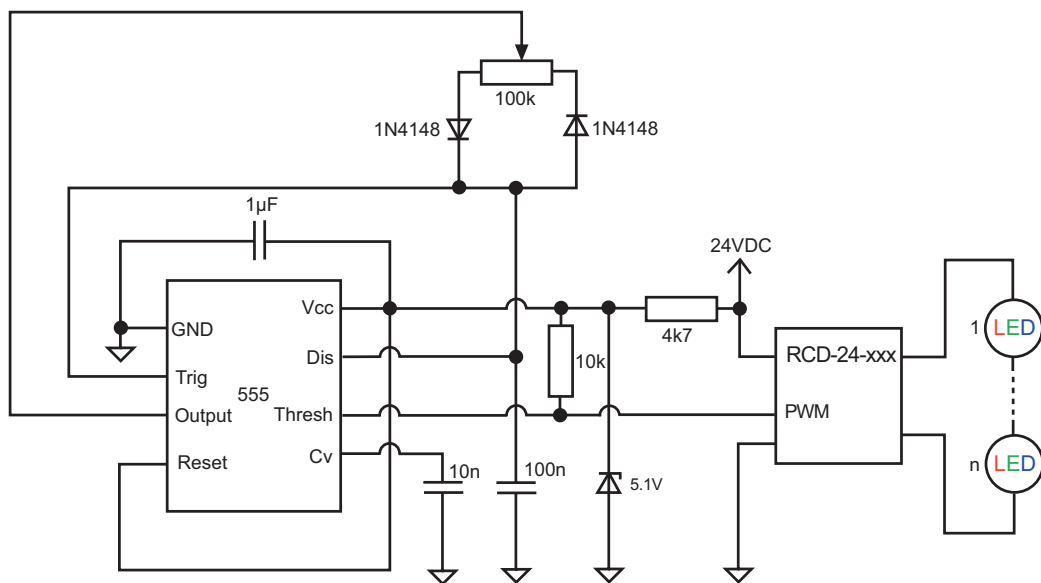 100k
1N4148
1N4148
1µF
24VDC
Vcc
GND
4k7
1
LED
Dis
10k
RCD-24-xxx
Trig
555
Output
Thresh
PWM
Reset
Cv
10n
100n
5.1V
n
LED